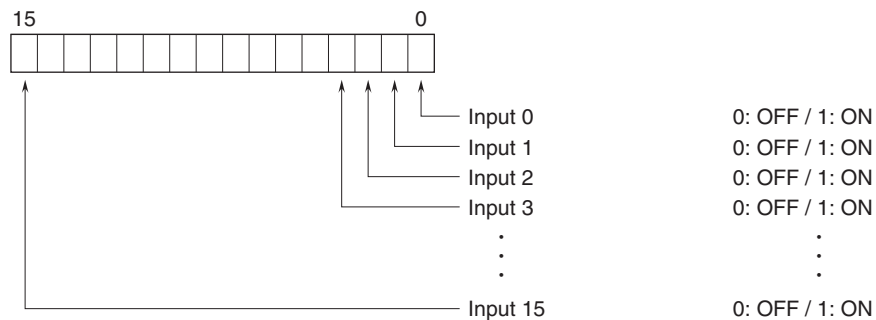 15 0
Input 0 0: OFF / 1: ON
Input 1 0: OFF / 1: ON
Input 2 0: OFF / 1: ON
Input 3 0: OFF / 1: ON
Input 15 0: OFF / 1: ON